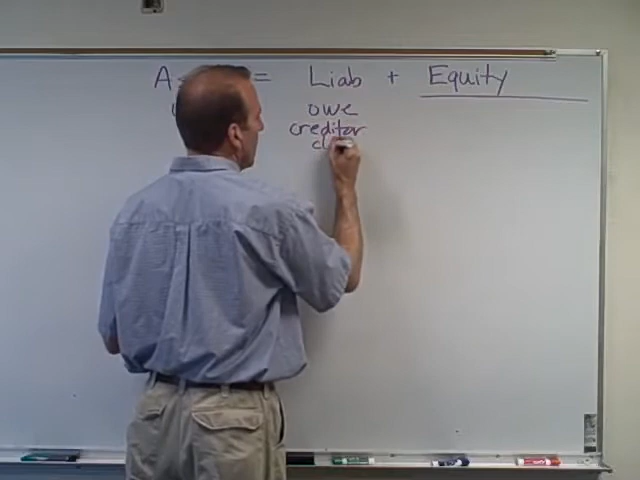 A = Liab + Equity
owe
creditor